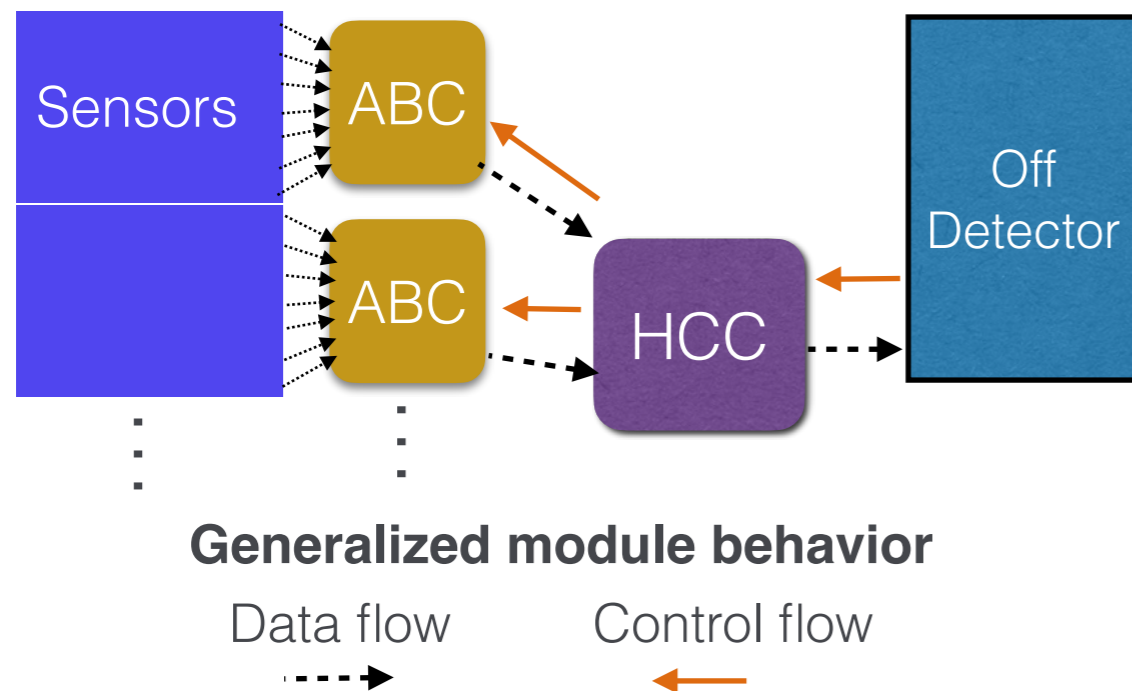 Sensors
ABC
Off
Detector
ABC
HCC
Generalized module behavior
Data flow
Control flow